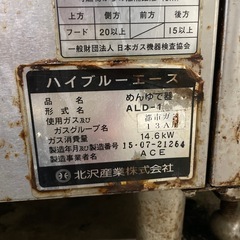 上方 側方 前方 後方
フード 20以上 15以上
一般財団法人 日本ガス機器検査協会
ハイブルーエース
品名 めんゆで器
形式名 ALD-1
使用ガス及び 都市ガス
ガスグループ名 13A
ガス消費量 14.6kW
製造年月及び製造番号 15-07-21264
製造事業者名 ACE
北沢産業株式会社